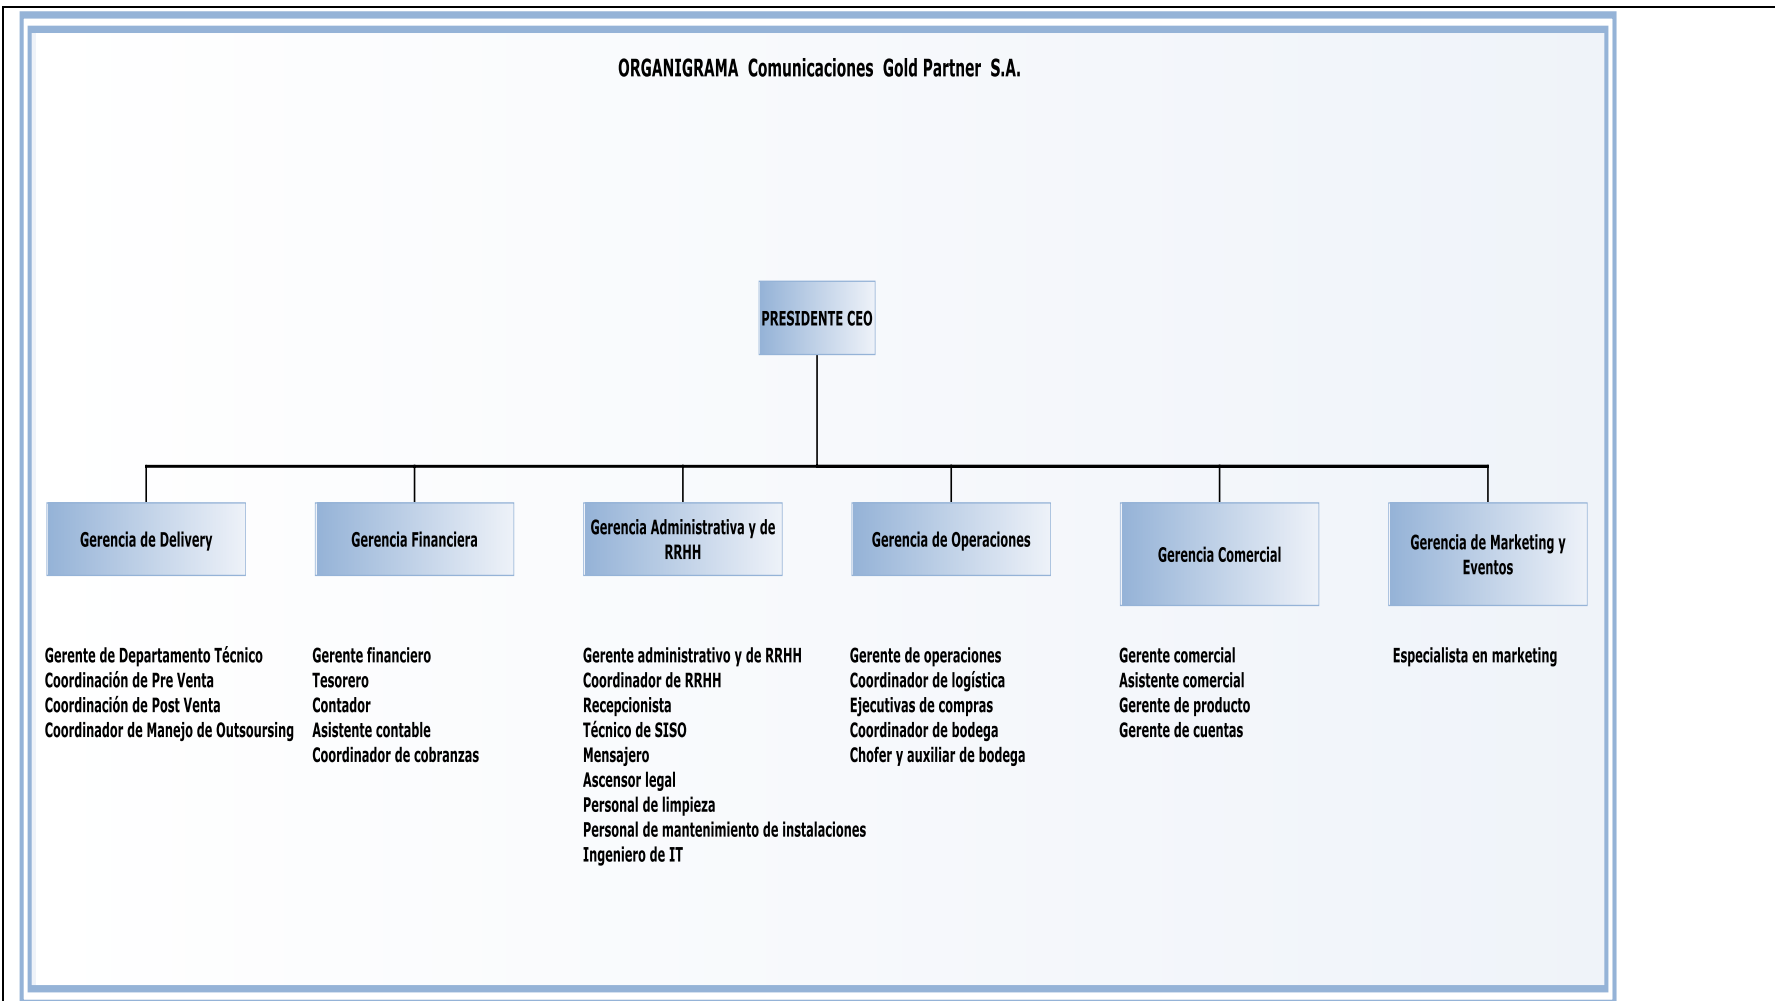 ORGANIGRAMA Comunicaciones Gold Partner S.A.
PRESIDENTE CEO
Gerencia de Delivery
Gerencia Financiera
Gerencia Administrativa y de
RRHH
Gerencia de Operaciones
Gerencia Comercial
Gerencia de Marketing y
Eventos
Gerente de Departamento Técnico
Coordinación de Pre Venta
Coordinación de Post Venta
Coordinador de Manejo de Outsoursing
Gerente financiero
Tesorero
Contador
Asistente contable
Coordinador de cobranzas
Gerente administrativo y de RRHH
Coordinador de RRHH
Recepcionista
Técnico de SISO
Mensajero
Ascensor legal
Personal de limpieza
Personal de mantenimiento de instalaciones
Ingeniero de IT
Gerente de operaciones
Coordinador de logística
Ejecutivas de compras
Coordinador de bodega
Chofer y auxiliar de bodega
Gerente comercial
Asistente comercial
Gerente de producto
Gerente de cuentas
Especialista en marketing